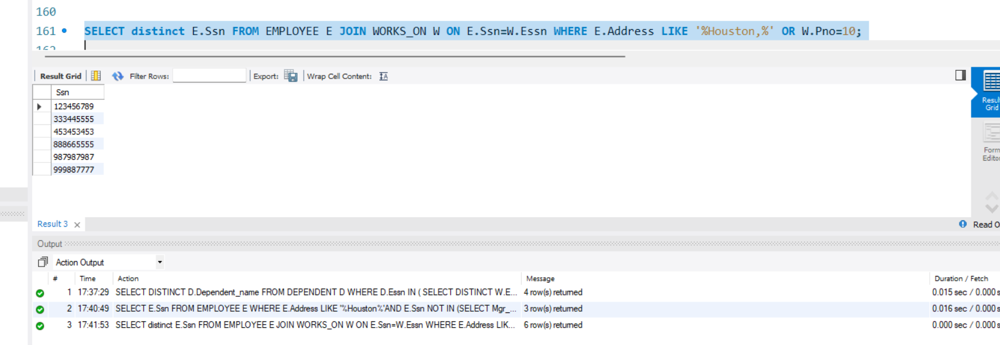 160
161 SELECT distinct E.Ssn FROM EMPLOYEE E JOIN WORKS_ON W ON E.Ssn=W.Essn WHERE E.Address LIKE '%Houston,%' OR W.Pno=10;
162
Result Grid Filter Rows: Export: Wrap Cell Content:
Ssn
123456789
333445555
453453453
888665555
987987987
999887777
Result
Grid
Form
Editor
Result 3
Read O
Output
Action Output
# Time Action Message Duration / Fetch
1 17:37:29 SELECT DISTINCT D.Dependent_name FROM DEPENDENT D WHERE D.Essn IN ( SELECT DISTINCT W.E... 4 row(s) returned 0.015 sec / 0.000 s
2 17:40:49 SELECT E.Ssn FROM EMPLOYEE E WHERE E.Address LIKE '%Houston%'AND E.Ssn NOT IN (SELECT Mgr_... 3 row(s) returned 0.016 sec / 0.000 s
3 17:41:53 SELECT distinct E.Ssn FROM EMPLOYEE E JOIN WORKS_ON W ON E.Ssn=W.Essn WHERE E.Address LIK... 6 row(s) returned 0.000 sec / 0.000 s